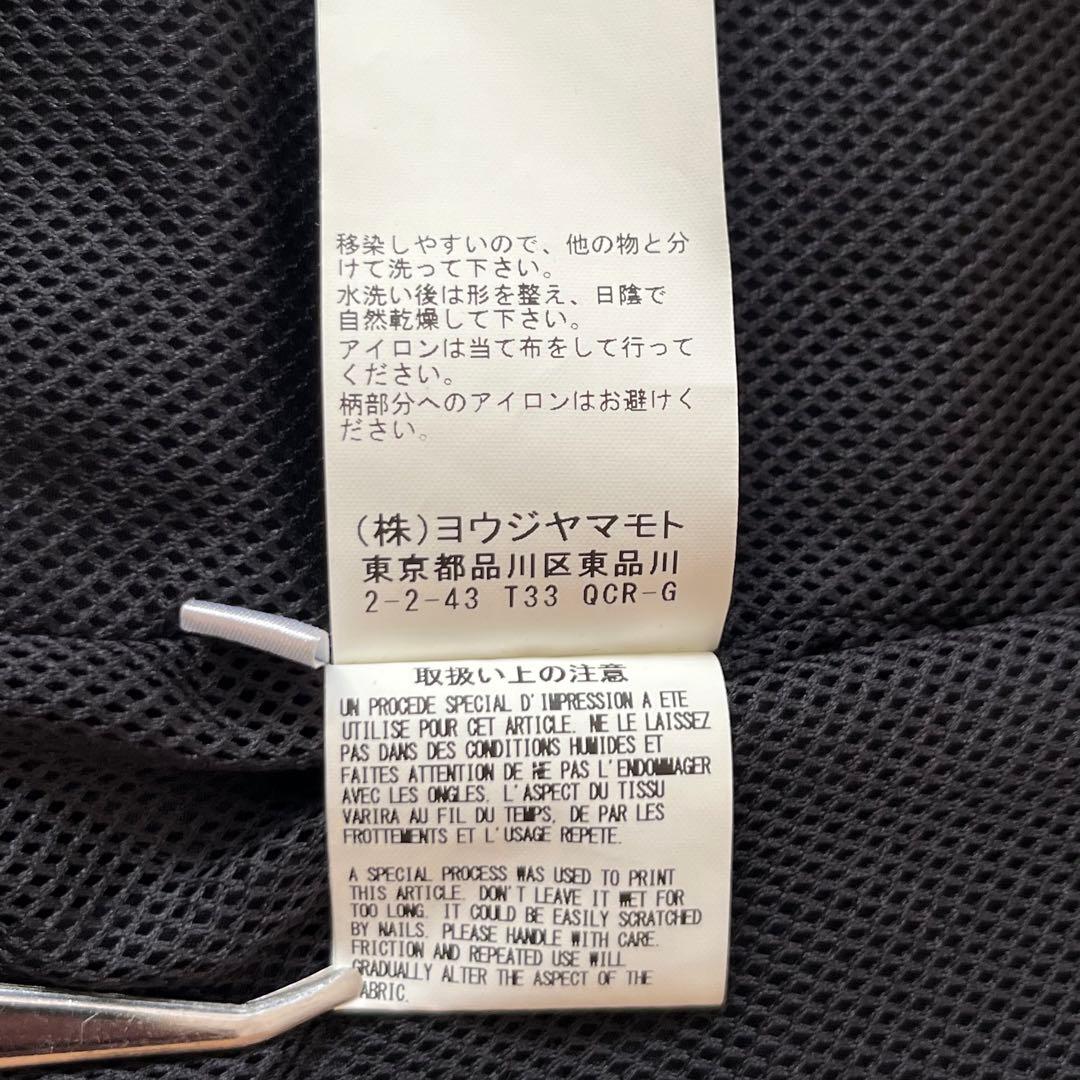 移染しやすいので、他の物と分
けて洗って下さい。
水洗い後は形を整え、日陰で
自然乾燥して下さい。
アイロンは当て布をして行って
ください。
柄部分へのアイロンはお避けく
ださい。
(株)ヨウジヤマモト
東京都品川区東品川
2-2-43 T33 QCR-G
取扱い上の注意
UN PROCEDE SPECIAL D'IMPRESSION A ETE
UTILISE POUR CET ARTICLE. NE LE LAISSEZ
PAS DANS DES CONDITIONS HUMIDES ET
FAITES ATTENTION DE NE PAS L'ENDOMMAGER
AVEC LES ONGLES. L'ASPECT DU TISSU
VARIRA AU FIL DU TEMPS, DE PAR LES
FROTTEMENTS ET L'USAGE REPETE.
A SPECIAL PROCESS WAS USED TO PRINT
THIS ARTICLE. DON'T LEAVE IT WET FOR
TOO LONG. IT COULD BE EASILY SCRATCHED
BY NAILS. PLEASE HANDLE WITH CARE.
FRICTION AND REPEATED USE WILL
GRADUALLY ALTER THE ASPECT OF THE
FABRIC.